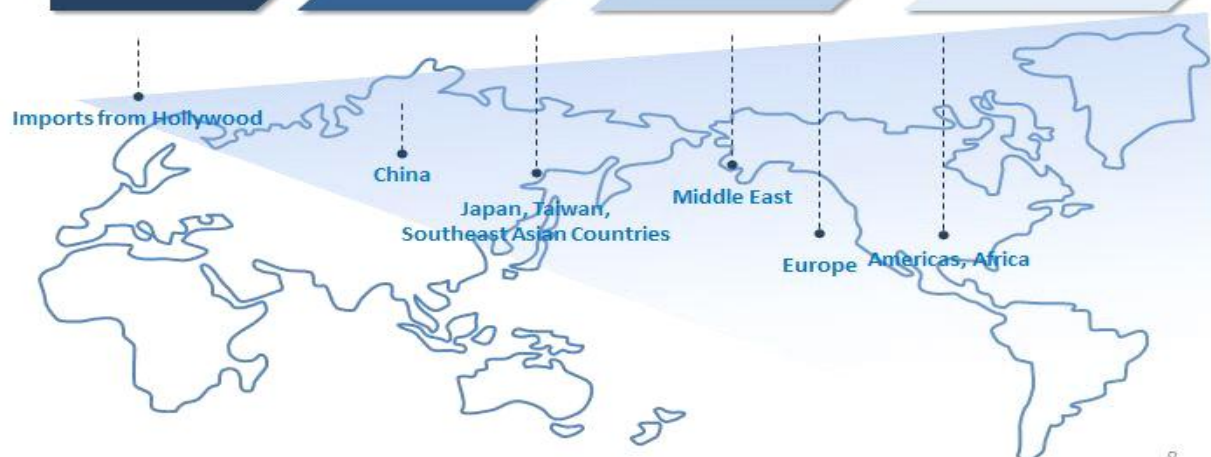 Imports from Hollywood
China
Japan, Taiwan,
Southeast Asian Countries
Middle East
Europe
Americas, Africa